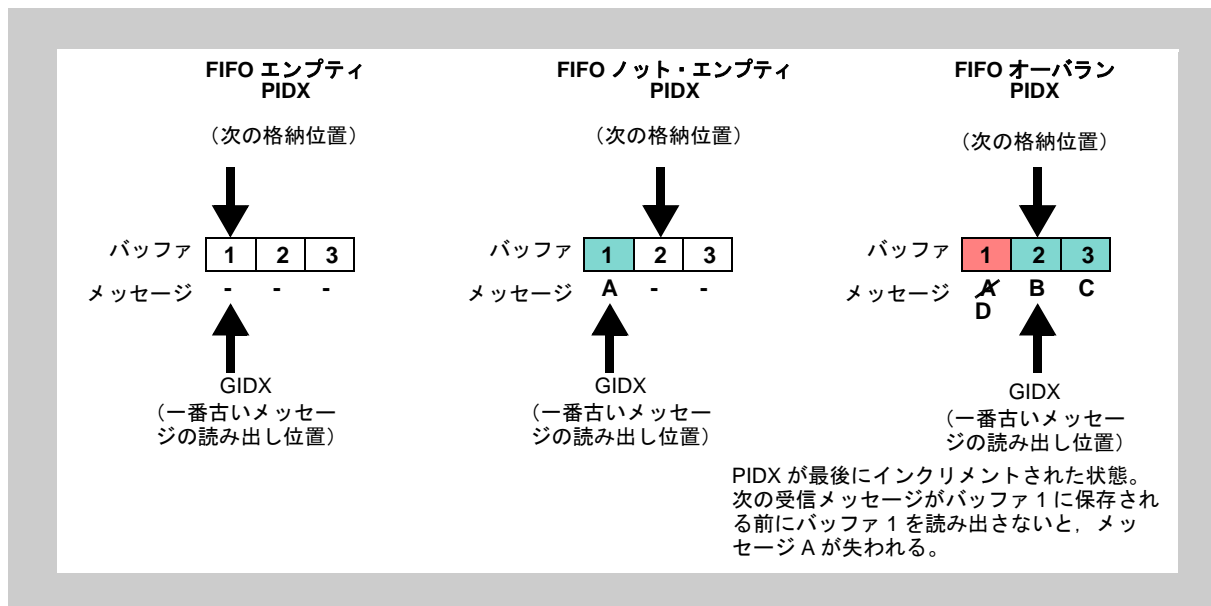 FIFO エンプティ
PIDX
（次の格納位置）
バッファ 1 2 3
メッセージ - - -
GIDX
（一番古いメッセー
ジの読み出し位置）
FIFO ノット・エンプティ
PIDX
（次の格納位置）
1 2 3
A - -
GIDX
（一番古いメッセー
ジの読み出し位置）
FIFO オーバラン
PIDX
（次の格納位置）
バッファ 1 2 3
メッセージ A B C
D
GIDX
（一番古いメッセー
ジの読み出し位置）
PIDX が最後にインクリメントされた状態。
次の受信メッセージがバッファ 1 に保存され
る前にバッファ 1 を読み出さないと，メッ
セージ A が失われる。